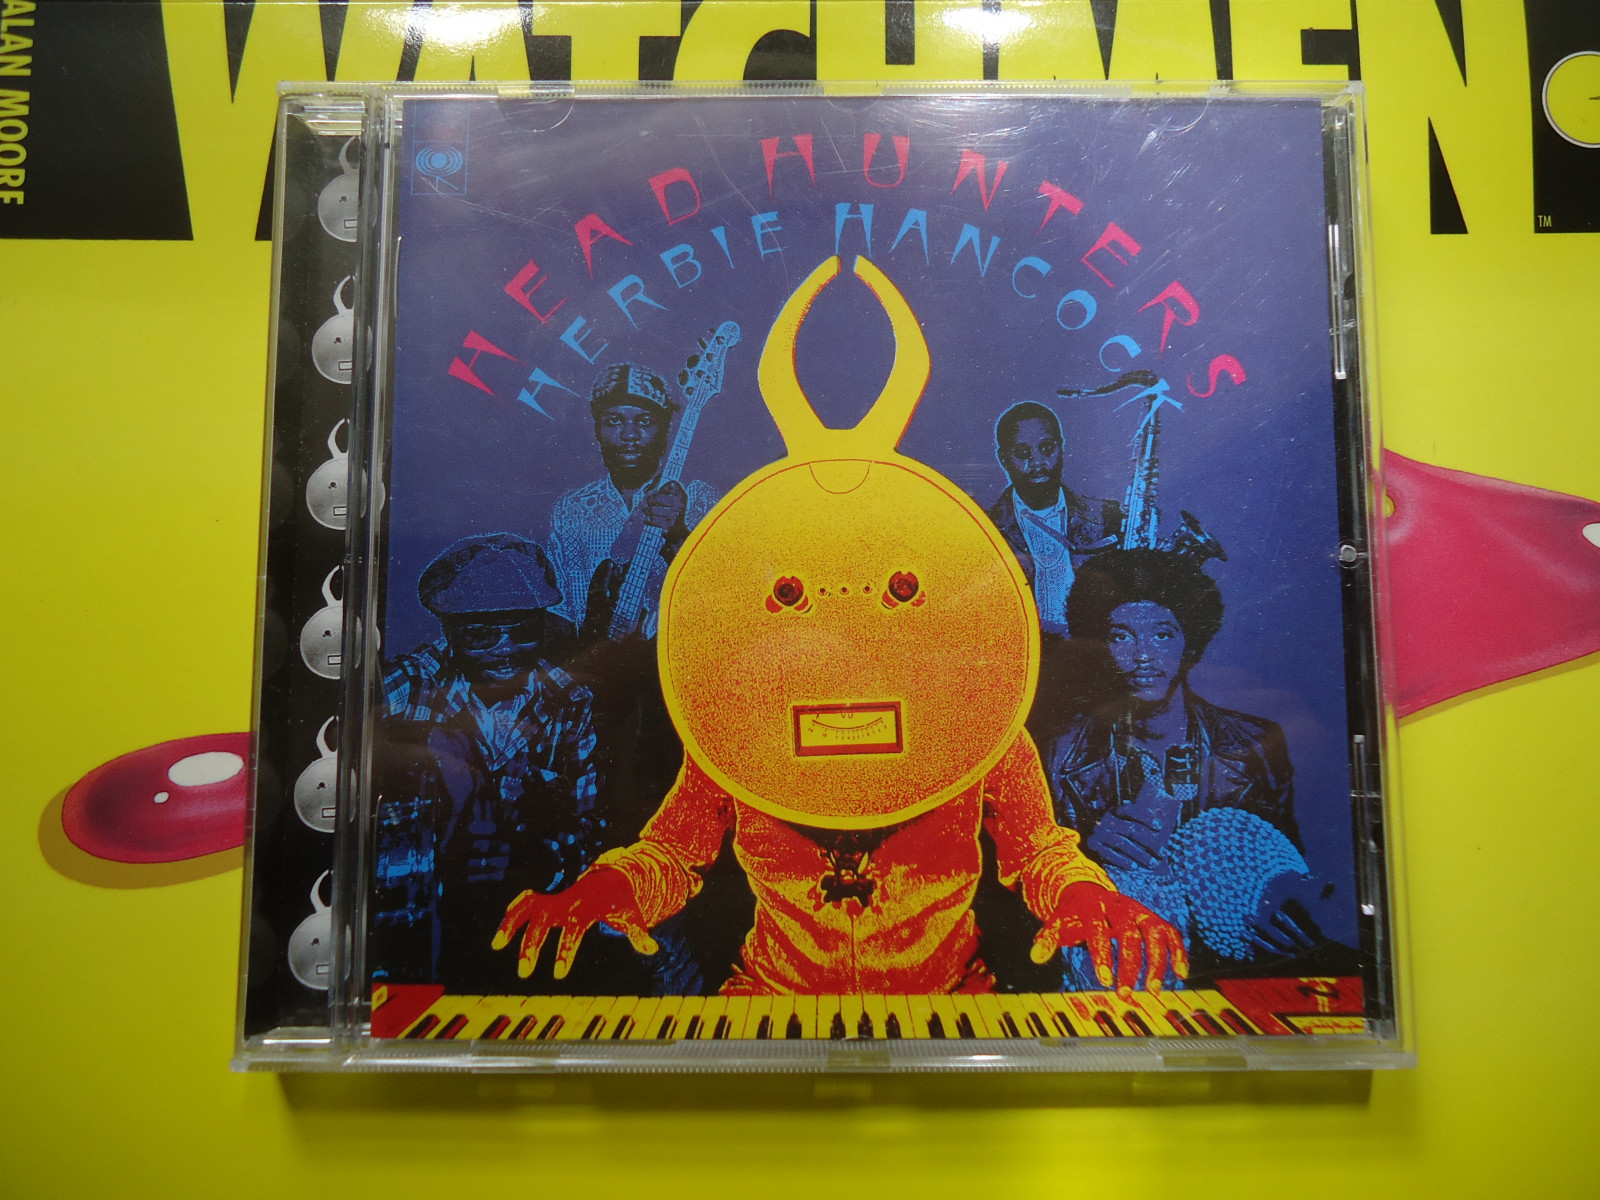 ALAN MOORE
WATCHMEN
TM
HEAD HUNTERS
HERBIE HANCOCK
VU